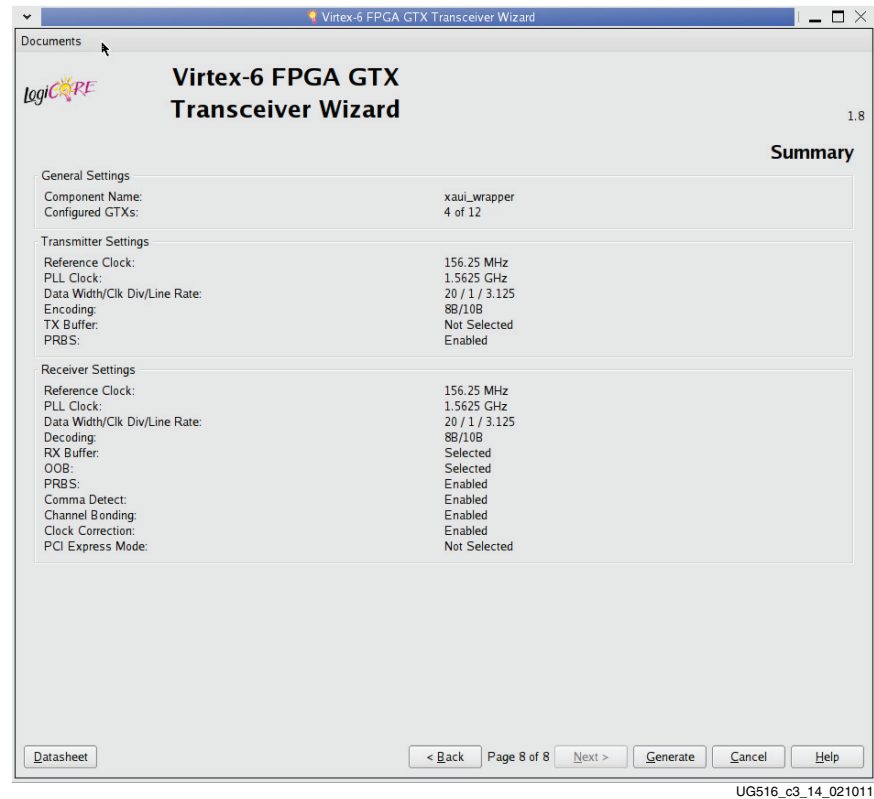 Virtex-6 FPGA GTX Transceiver Wizard
Documents
logiCORE
Virtex-6 FPGA GTX
Transceiver Wizard
1.8
Summary
General Settings
Component Name: xaui_wrapper
Configured GTXs: 4 of 12
Transmitter Settings
Reference Clock: 156.25 MHz
PLL Clock: 1.5625 GHz
Data Width/Clk Div/Line Rate: 20 / 1 / 3.125
Encoding: 8B/10B
TX Buffer: Not Selected
PRBS: Enabled
Receiver Settings
Reference Clock: 156.25 MHz
PLL Clock: 1.5625 GHz
Data Width/Clk Div/Line Rate: 20 / 1 / 3.125
Decoding: 8B/10B
RX Buffer: Selected
OOB: Selected
PRBS: Enabled
Comma Detect: Enabled
Channel Bonding: Enabled
Clock Correction: Enabled
PCI Express Mode: Not Selected
Datasheet < Back Page 8 of 8 Next > Generate Cancel Help
UG516_c3_14_021011